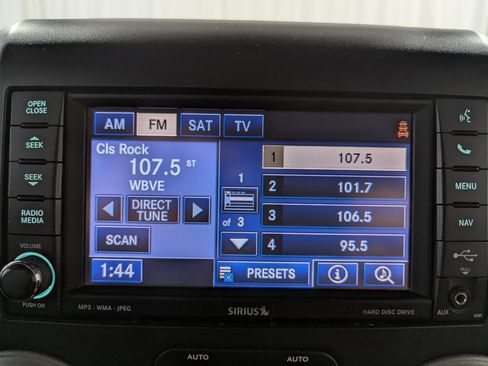 OPEN
CLOSE
SEEK
SEEK
RADIO
MEDIA
VOLUME
PUSH ON
AM FM SAT TV
Cls Rock
107.5 ST
WBVE
DIRECT
TUNE
SCAN
1:44
1
of 3
1 107.5
2 101.7
3 106.5
4 95.5
PRESETS
MENU
NAV
PULL
AUX
MP3 - WMA - JPEG
SIRIUS
HARD DISC DRIVE
AUTO
AUTO